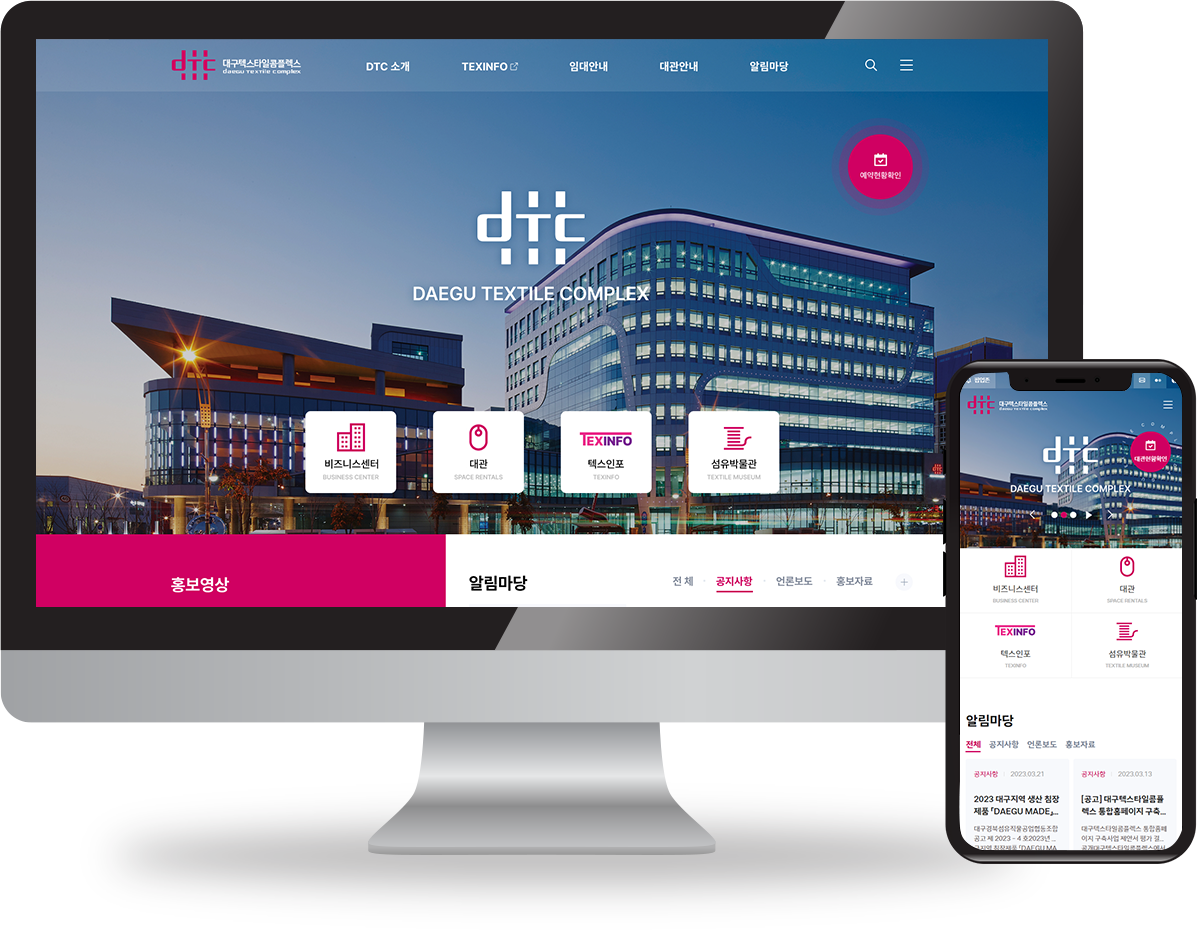 dTC 대구텍스타일콤플렉스
daegu textile complex
DTC 소개
TEXINFO
임대안내
대관안내
알림마당
예약현황확인
dTC
DAEGU TEXTILE COMPLEX
비즈니스센터
BUSINESS CENTER
대관
SPACE RENTALS
TEXINFO
텍스인포
TEXINFO
섬유박물관
TEXTILE MUSEUM
홍보영상
알림마당
전체
공지사항
언론보도
홍보자료
팝업존
dTC 대구텍스타일콤플렉스
daegu textile complex
대관현황확인
dTC
DAEGU TEXTILE COMPLEX
비즈니스센터
BUSINESS CENTER
대관
SPACE RENTALS
TEXINFO
텍스인포
TEXINFO
섬유박물관
TEXTILE MUSEUM
알림마당
전체 공지사항 언론보도 홍보자료
공지사항 2023.03.21
2023 대구지역 생산 침장
제품 「DAEGU MADE」...
대구경북섬유직물공업협동조합
공고 제 2023 - 4 호2023년 ...
공지사항 2023.03.13
[공고] 대구텍스타일콤플
렉스 통합홈페이지 구축...
대구텍스타일콤플렉스 통합홈페
이지 구축사업 제안서 평가 결...